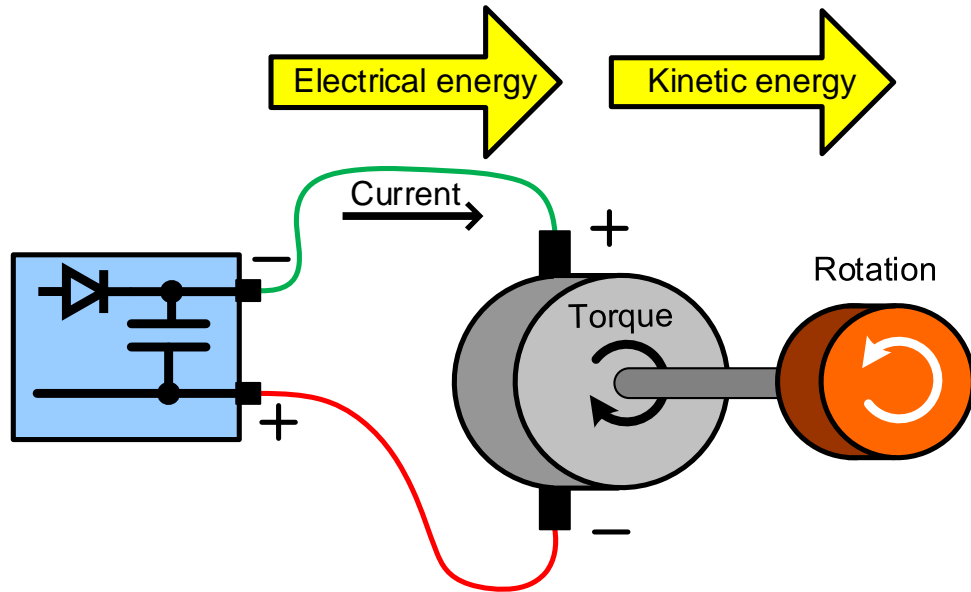 Electrical energy
Kinetic energy
Current
−
+
Rotation
Torque
+
−